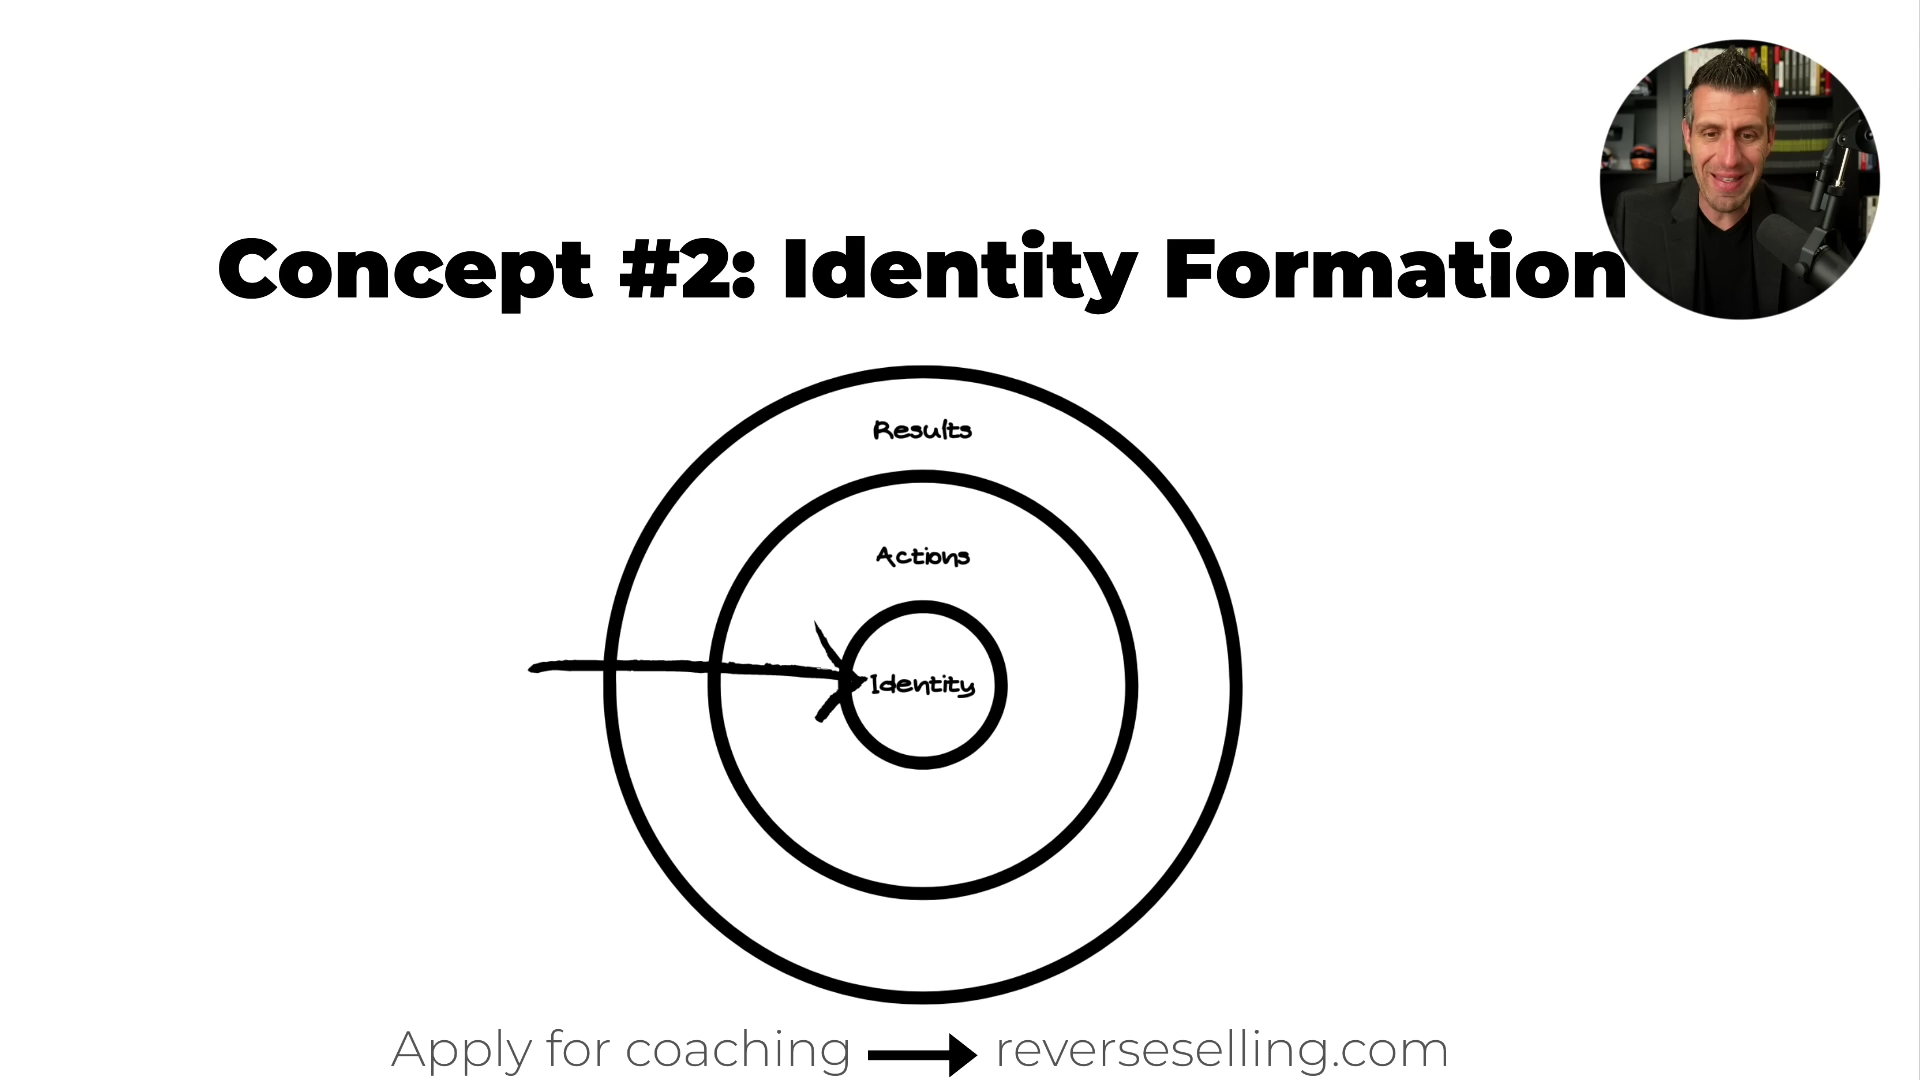 Concept #2: Identity Formation
Results
Actions
Identity
Apply for coaching reverseselling.com